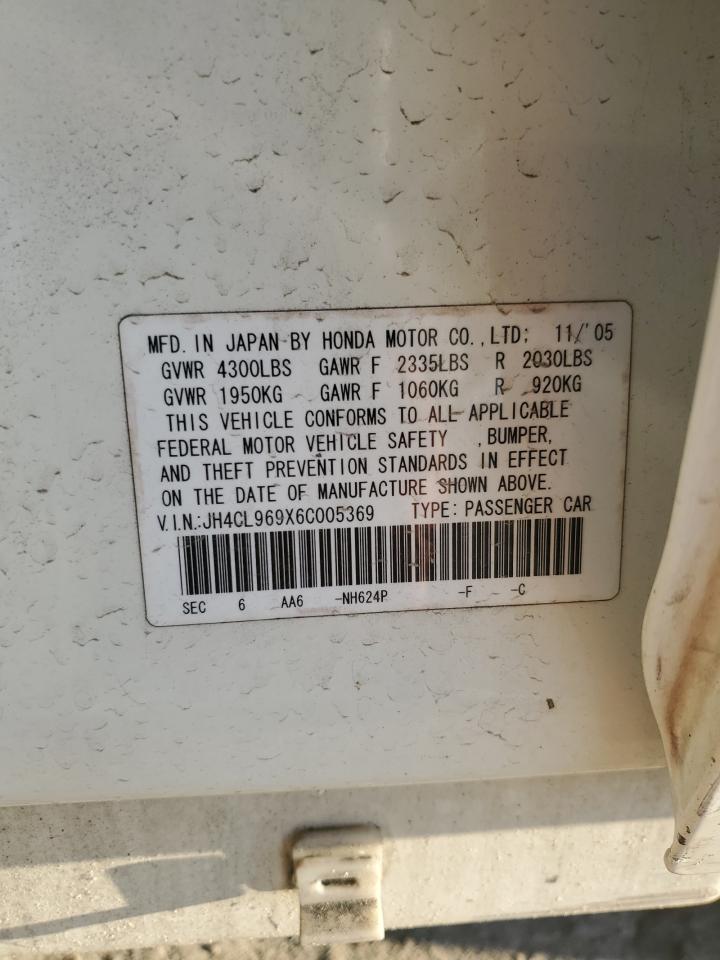 MFD. IN JAPAN BY HONDA MOTOR CO., LTD; 11/'05
GVWR 4300LBS GAWR F 2335LBS R 2030LBS
GVWR 1950KG GAWR F 1060KG R 920KG
THIS VEHICLE CONFORMS TO ALL APPLICABLE
FEDERAL MOTOR VEHICLE SAFETY , BUMPER,
AND THEFT PREVENTION STANDARDS IN EFFECT
ON THE DATE OF MANUFACTURE SHOWN ABOVE.
V.I.N.:JH4CL969X6C005369 TYPE: PASSENGER CAR
SEC 6 AA6 -NH624P -F -C